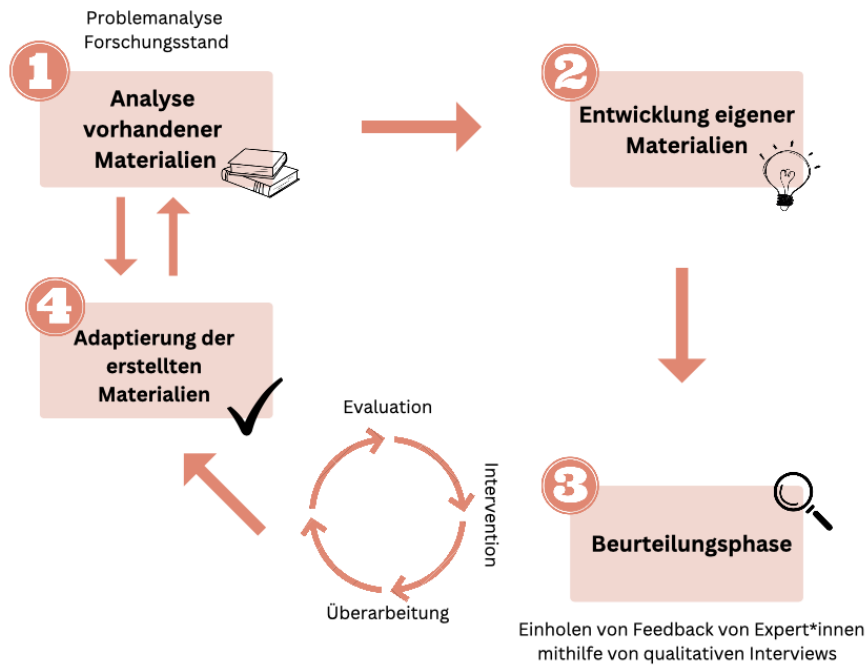 Problemanalyse
Forschungsstand
1
Analyse
vorhandener
Materialien
2
Entwicklung eigener
Materialien
3
Beurteilungsphase
Einholen von Feedback von Expert*innen
mithilfe von qualitativen Interviews
Evaluation
Intervention
Überarbeitung
4
Adaptierung der
erstellten
Materialien